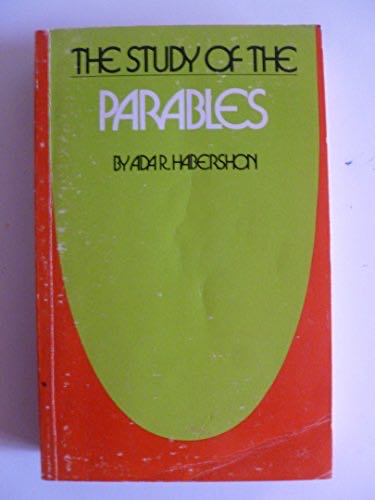 THE STUDY OF THE
PARABLES
BY ADA R. HABERSHON